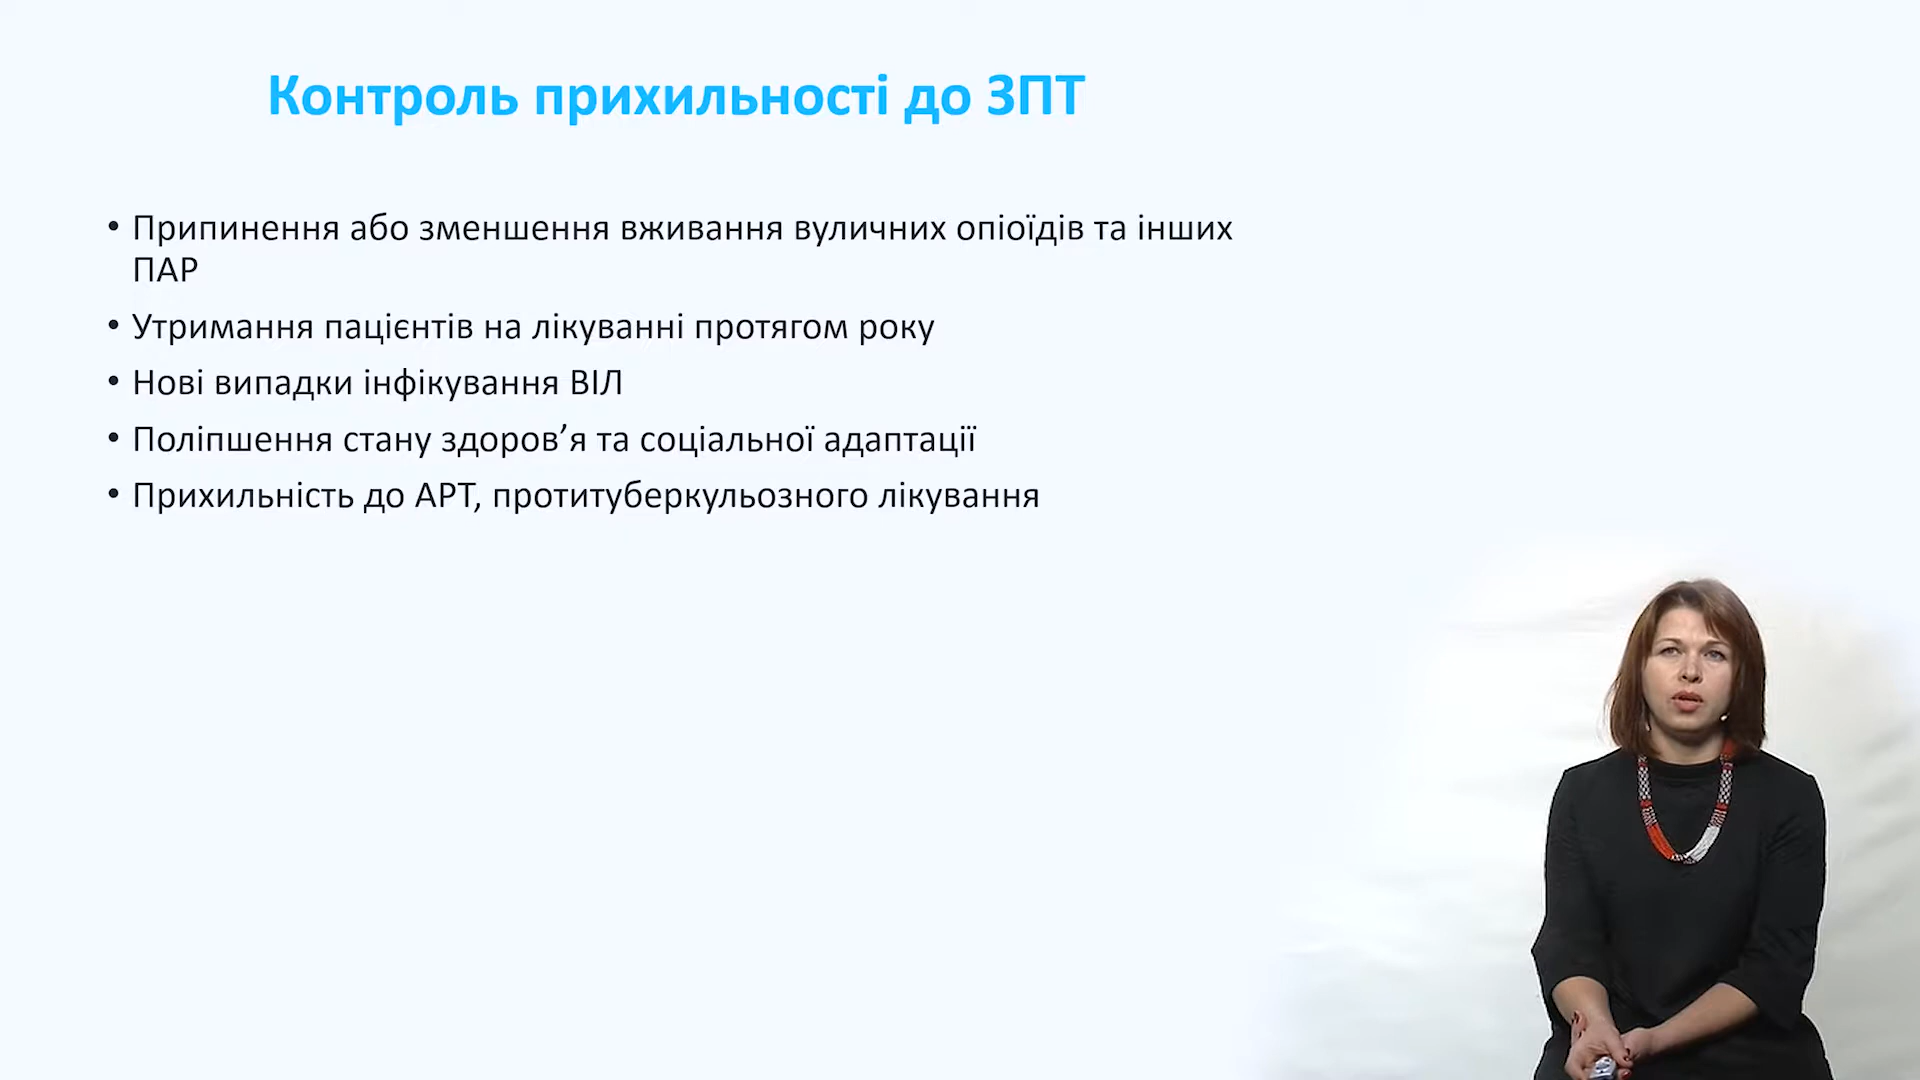 Контроль прихильності до ЗПТ
• Припинення або зменшення вживання вуличних опіоїдів та інших
ПАР
• Утримання пацієнтів на лікуванні протягом року
• Нові випадки інфікування ВІЛ
• Поліпшення стану здоров’я та соціальної адаптації
• Прихильність до АРТ, протитуберкульозного лікування